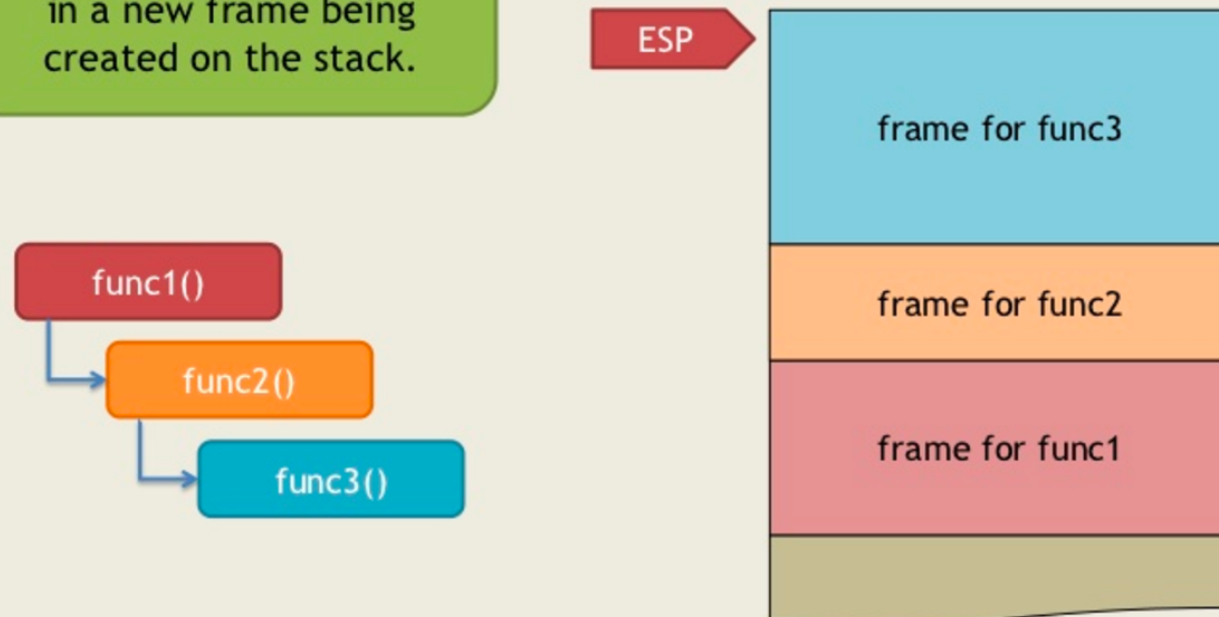 in a new frame being
created on the stack.
ESP
frame for func3
func1()
frame for func2
func2()
frame for func1
func3()